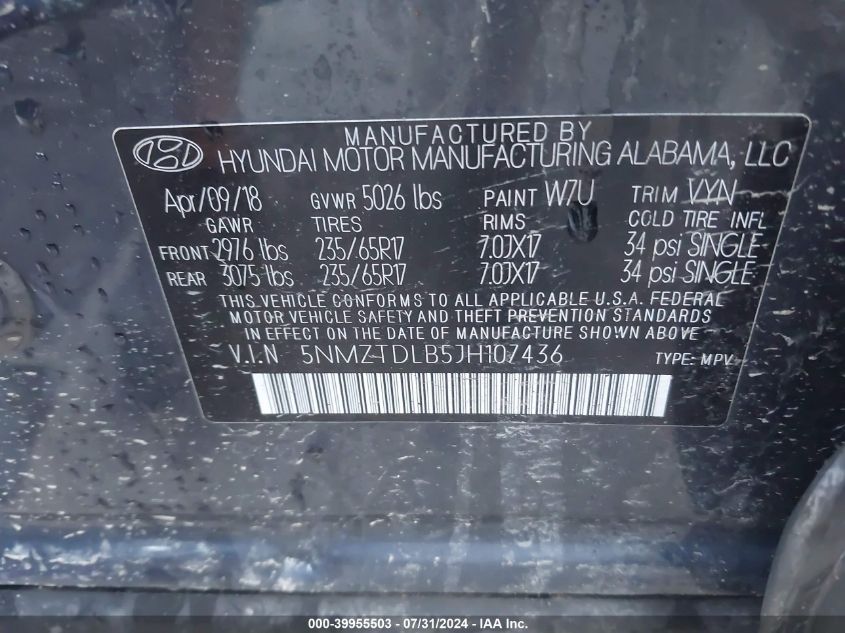 MANUFACTURED BY
HYUNDAI MOTOR MANUFACTURING ALABAMA, LLC
Apr/09/18 GVWR 5026 lbs PAINT W7U TRIM VYN
GAWR TIRES RIMS COLD TIRE INFL
FRONT 2976 lbs 235/65R17 7.0JX17 34 psi SINGLE
REAR 3075 lbs 235/65R17 7.0JX17 34 psi SINGLE
THIS VEHICLE CONFORMS TO ALL APPLICABLE U.S.A. FEDERAL
MOTOR VEHICLE SAFETY AND THEFT PREVENTION STANDARDS
IN EFFECT ON THE DATE OF MANUFACTURE SHOWN ABOVE
V.I.N 5NMZTDLB5JH107436 TYPE: MPV
000-39955503 - 07/31/2024 - IAA Inc.